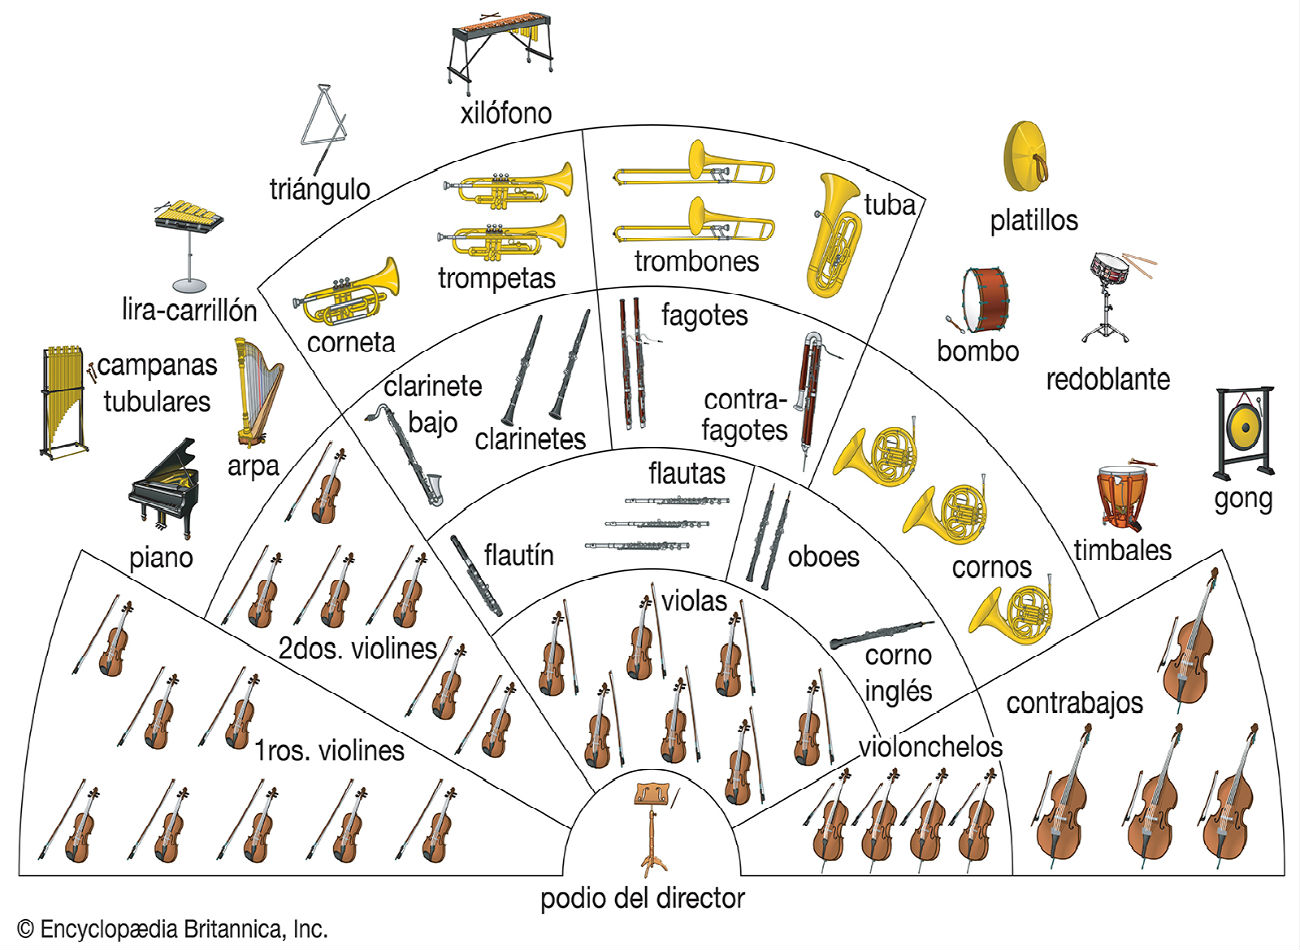 xilófono
triángulo
platillos
lira-carrillón
trompetas
trombones
tuba
corneta
bombo
redoblante
campanas
tubulares
arpa
piano
clarinete
bajo
clarinetes
fagotes
contra-
fagotes
gong
timbales
cornos
flautas
flautín
oboes
corno
inglés
violas
2dos. violines
1ros. violines
violonchelos
contrabajos
podio del director
© Encyclopædia Britannica, Inc.